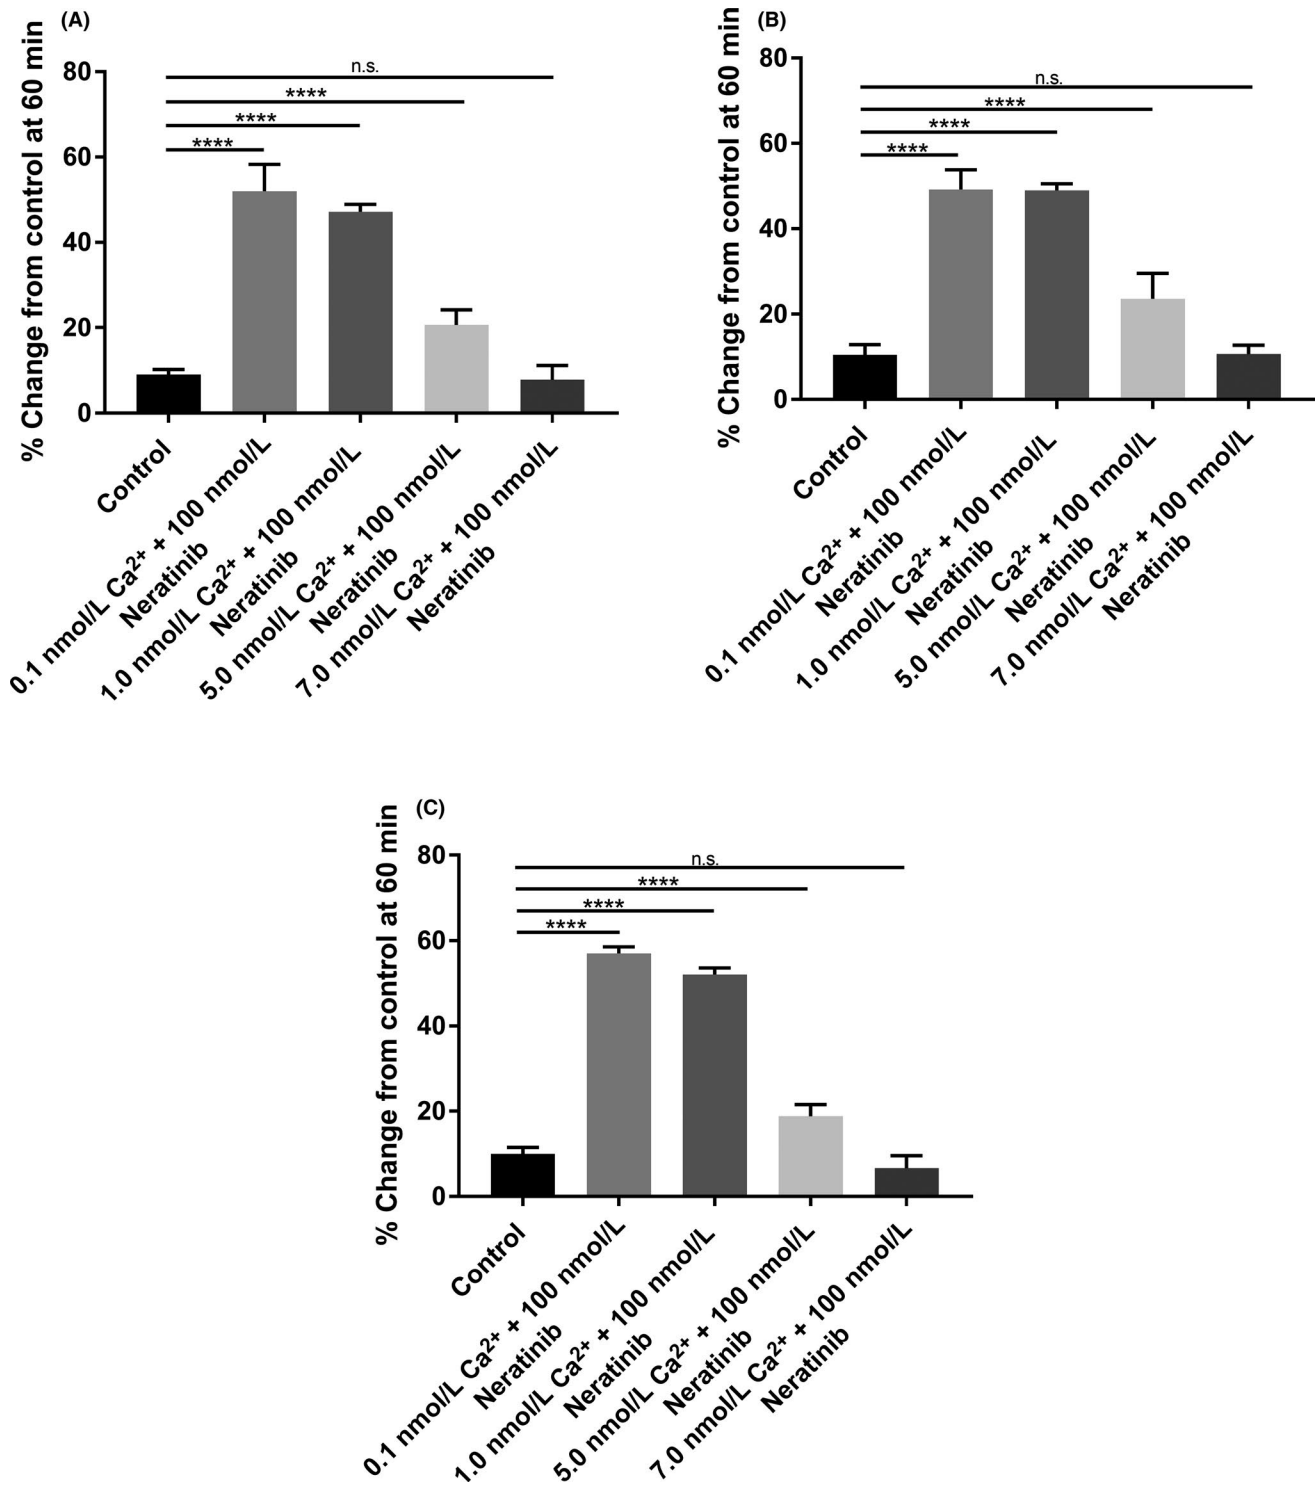 (A)
% Change from control at 60 min
80
60
40
20
0
n.s.
****
****
****
Control
0.1 nmol/L Ca²⁺ + 100 nmol/L
Neratinib
1.0 nmol/L Ca²⁺ + 100 nmol/L
Neratinib
5.0 nmol/L Ca²⁺ + 100 nmol/L
Neratinib
7.0 nmol/L Ca²⁺ + 100 nmol/L
Neratinib
(B)
% Change from control at 60 min
80
60
40
20
0
n.s.
****
****
****
Control
0.1 nmol/L Ca²⁺ + 100 nmol/L
Neratinib
1.0 nmol/L Ca²⁺ + 100 nmol/L
Neratinib
5.0 nmol/L Ca²⁺ + 100 nmol/L
Neratinib
7.0 nmol/L Ca²⁺ + 100 nmol/L
Neratinib
(C)
% Change from control at 60 min
80
60
40
20
0
n.s.
****
****
****
Control
0.1 nmol/L Ca²⁺ + 100 nmol/L
Neratinib
1.0 nmol/L Ca²⁺ + 100 nmol/L
Neratinib
5.0 nmol/L Ca²⁺ + 100 nmol/L
Neratinib
7.0 nmol/L Ca²⁺ + 100 nmol/L
Neratinib